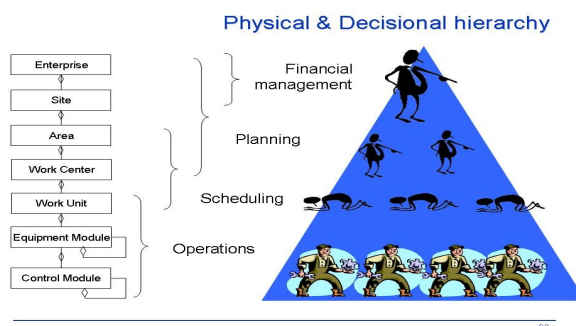 Physical & Decisional hierarchy
Enterprise
Site
Area
Work Center
Work Unit
Equipment Module
Control Module
Financial
management
Planning
Scheduling
Operations